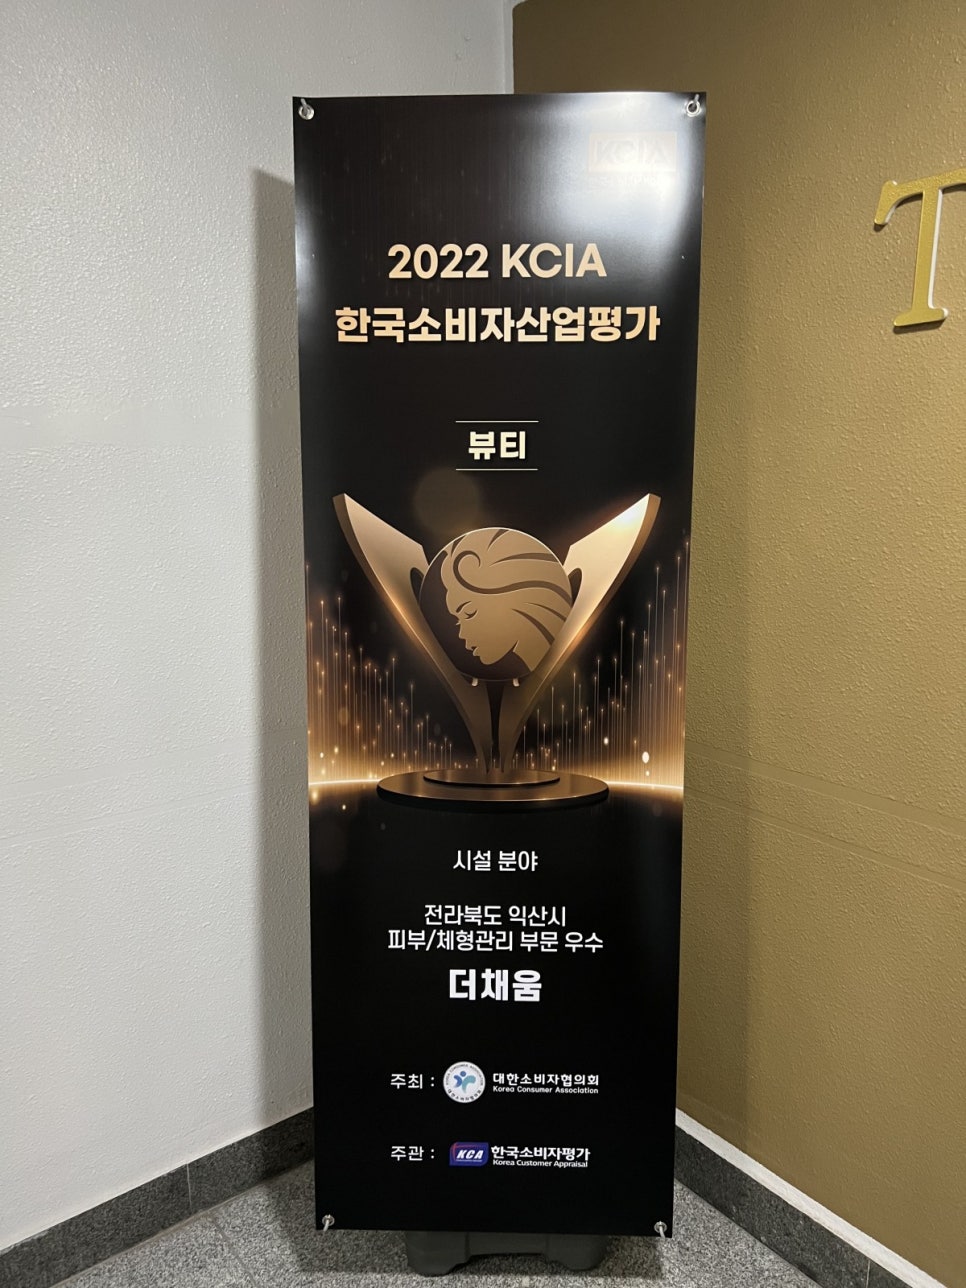 KCIA
2022 KCIA
한국소비자산업평가
뷰티
시설 분야
전라북도 익산시
피부/체형관리 부문 우수
더채움
주최 : 대한소비자협의회
Korea Consumer Association
주관 : KCA 한국소비자평가
Korea Customer Appraisal
T